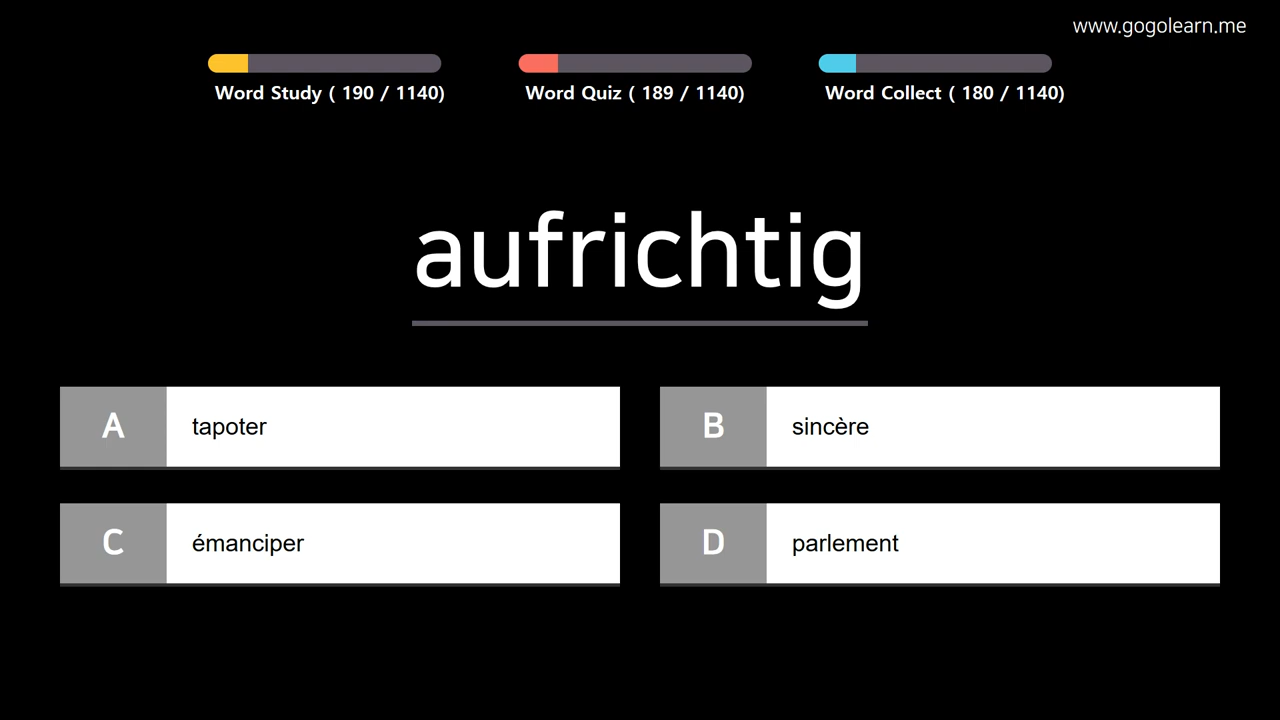 www.gogolearn.me
Word Study ( 190 / 1140)
Word Quiz ( 189 / 1140)
Word Collect ( 180 / 1140)
aufrichtig
A tapoter
B sincère
C émanciper
D parlement